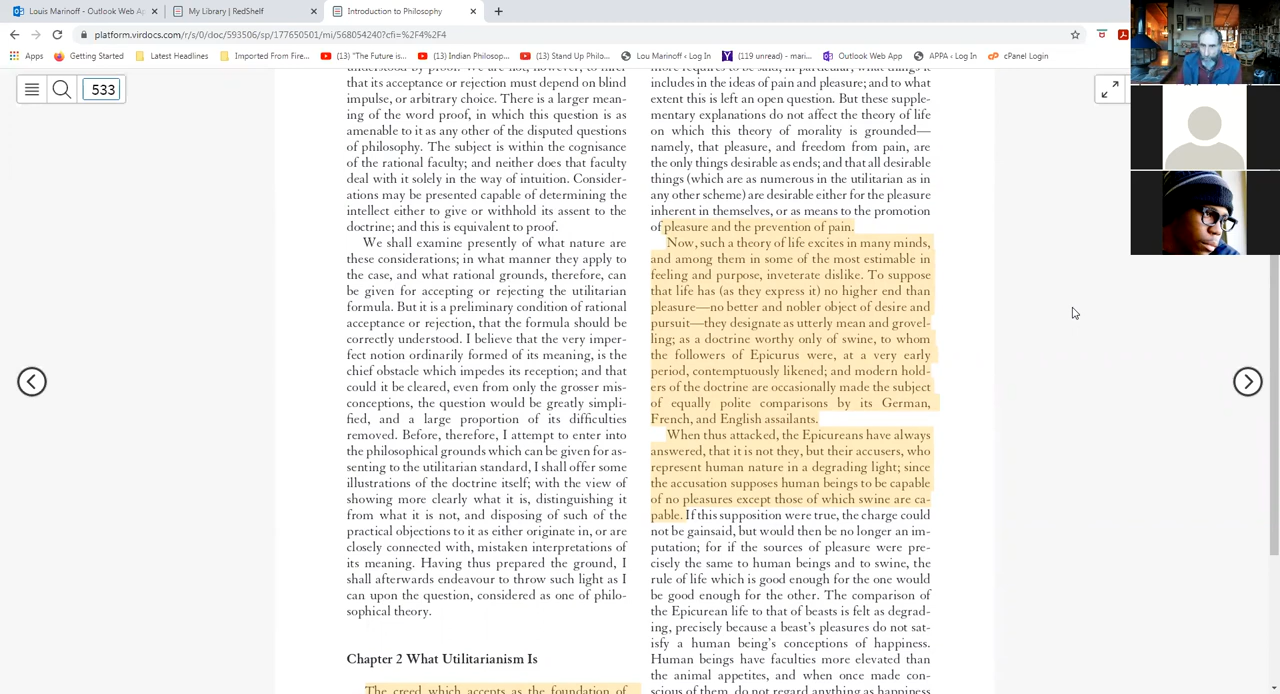 Louis Marinoff - Outlook Web Ap
My Library | RedShelf
Introduction to Philosophy
platform.virdocs.com/r/s/0/doc/593506/sp/177650501/mi/568054240?cfi=%2F4%2F4
Apps
Getting Started
Latest Headlines
Imported From Fire...
(13) "The Future is...
(13) Indian Philosop...
(13) Stand Up Philo...
Lou Marinoff ‹ Log In
(119 unread) - mari...
Outlook Web App
APPA ‹ Log In
cPanel Login
533
that its acceptance or rejection must depend on blind
impulse, or arbitrary choice. There is a larger mean-
ing of the word proof, in which this question is as
amenable to it as any other of the disputed questions
of philosophy. The subject is within the cognisance
of the rational faculty; and neither does that faculty
deal with it solely in the way of intuition. Consider-
ations may be presented capable of determining the
intellect either to give or withhold its assent to the
doctrine; and this is equivalent to proof.
We shall examine presently of what nature are
these considerations; in what manner they apply to
the case, and what rational grounds, therefore, can
be given for accepting or rejecting the utilitarian
formula. But it is a preliminary condition of rational
acceptance or rejection, that the formula should be
correctly understood. I believe that the very imper-
fect notion ordinarily formed of its meaning, is the
chief obstacle which impedes its reception; and that
could it be cleared, even from only the grosser mis-
conceptions, the question would be greatly simpli-
fied, and a large proportion of its difficulties
removed. Before, therefore, I attempt to enter into
the philosophical grounds which can be given for as-
senting to the utilitarian standard, I shall offer some
illustrations of the doctrine itself; with the view of
showing more clearly what it is, distinguishing it
from what it is not, and disposing of such of the
practical objections to it as either originate in, or are
closely connected with, mistaken interpretations of
its meaning. Having thus prepared the ground, I
shall afterwards endeavour to throw such light as I
can upon the question, considered as one of philo-
sophical theory.
Chapter 2 What Utilitarianism Is
The creed which accepts as the foundation of
includes in the ideas of pain and pleasure; and to what
extent this is left an open question. But these supple-
mentary explanations do not affect the theory of life
on which this theory of morality is grounded—
namely, that pleasure, and freedom from pain, are
the only things desirable as ends; and that all desirable
things (which are as numerous in the utilitarian as in
any other scheme) are desirable either for the pleasure
inherent in themselves, or as means to the promotion
of pleasure and the prevention of pain.
Now, such a theory of life excites in many minds,
and among them in some of the most estimable in
feeling and purpose, inveterate dislike. To suppose
that life has (as they express it) no higher end than
pleasure—no better and nobler object of desire and
pursuit—they designate as utterly mean and grovel-
ling; as a doctrine worthy only of swine, to whom
the followers of Epicurus were, at a very early
period, contemptuously likened; and modern hold-
ers of the doctrine are occasionally made the subject
of equally polite comparisons by its German,
French, and English assailants.
When thus attacked, the Epicureans have always
answered, that it is not they, but their accusers, who
represent human nature in a degrading light; since
the accusation supposes human beings to be capable
of no pleasures except those of which swine are ca-
pable. If this supposition were true, the charge could
not be gainsaid, but would then be no longer an im-
putation; for if the sources of pleasure were pre-
cisely the same to human beings and to swine, the
rule of life which is good enough for the one would
be good enough for the other. The comparison of
the Epicurean life to that of beasts is felt as degrad-
ing, precisely because a beast's pleasures do not sat-
isfy a human being's conceptions of happiness.
Human beings have faculties more elevated than
the animal appetites, and when once made con-
scious of them, do not regard anything as happiness